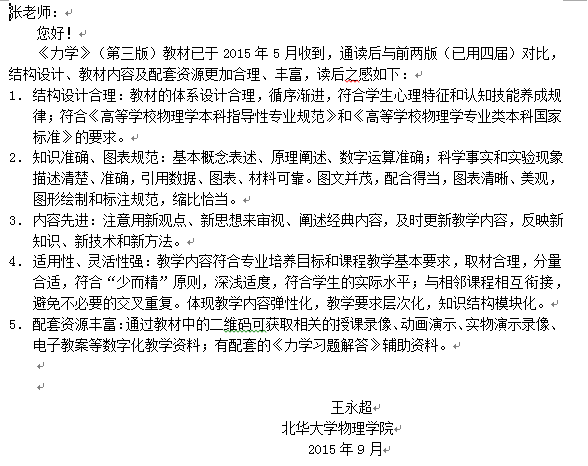 张老师：
您好！
《力学》（第三版）教材已于 2015 年 5 月收到，通读后与前两版（已用四届）对比，
结构设计、教材内容及配套资源更加合理、丰富，读后之感如下：
1. 结构设计合理：教材的体系设计合理，循序渐进，符合学生心理特征和认知技能养成规
律；符合《高等学校物理学本科指导性专业规范》和《高等学校物理学专业类本科国家
标准》的要求。
2. 知识准确、图表规范：基本概念表述、原理阐述、数字运算准确；科学事实和实验现象
描述清楚、准确，引用数据、图表、材料可靠。图文并茂，配合得当，图表清晰、美观，
图形绘制和标注规范，缩比恰当。
3. 内容先进：注意用新观点、新思想来审视、阐述经典内容，及时更新教学内容，反映新
知识、新技术和新方法。
4. 适用性、灵活性强：教学内容符合专业培养目标和课程教学基本要求，取材合理，分量
合适，符合“少而精”原则，深浅适度，符合学生的实际水平；与相邻课程相互衔接，
避免不必要的交叉重复。体现教学内容弹性化，教学要求层次化，知识结构模块化。
5. 配套资源丰富：通过教材中的二维码可获取相关的授课录像、动画演示、实物演示录像、
电子教案等数字化教学资料；有配套的《力学习题解答》辅助资料。
王永超
北华大学物理学院
2015 年 9 月